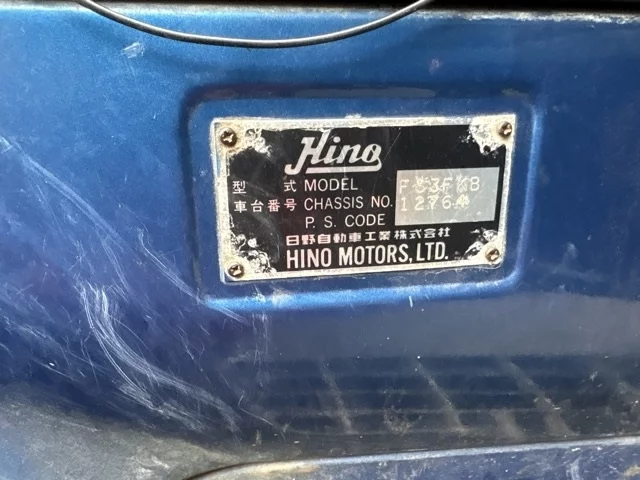 Hino
型 式 MODEL
車台番号 CHASSIS NO.
P. S. CODE
日野自動車工業株式会社
HINO MOTORS, LTD.